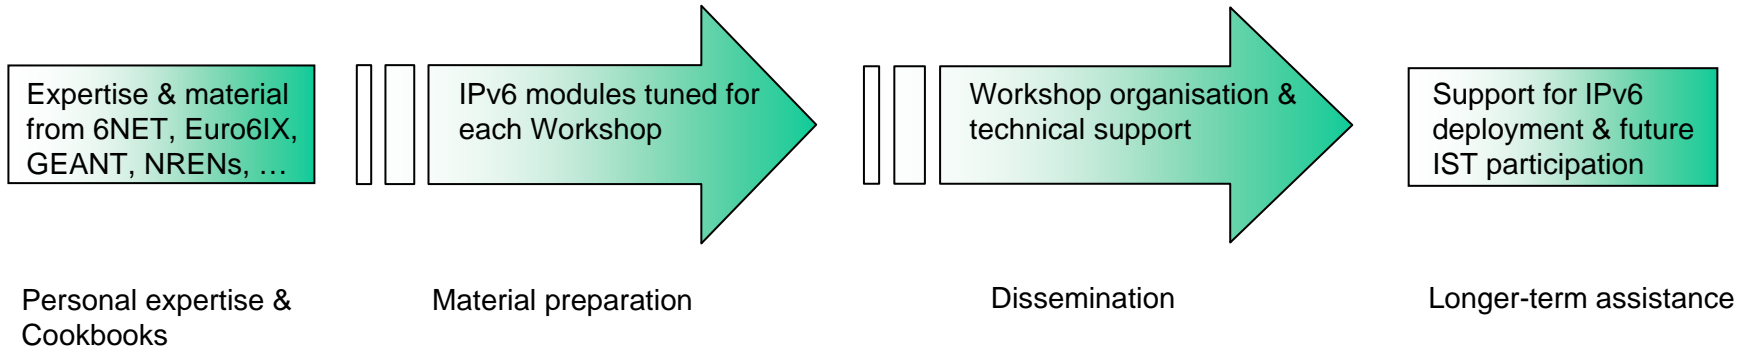 Expertise & material
from 6NET, Euro6IX,
GEANT, NRENs, …
IPv6 modules tuned for
each Workshop
Workshop organisation &
technical support
Support for IPv6
deployment & future
IST participation
Personal expertise &
Cookbooks
Material preparation
Dissemination
Longer-term assistance